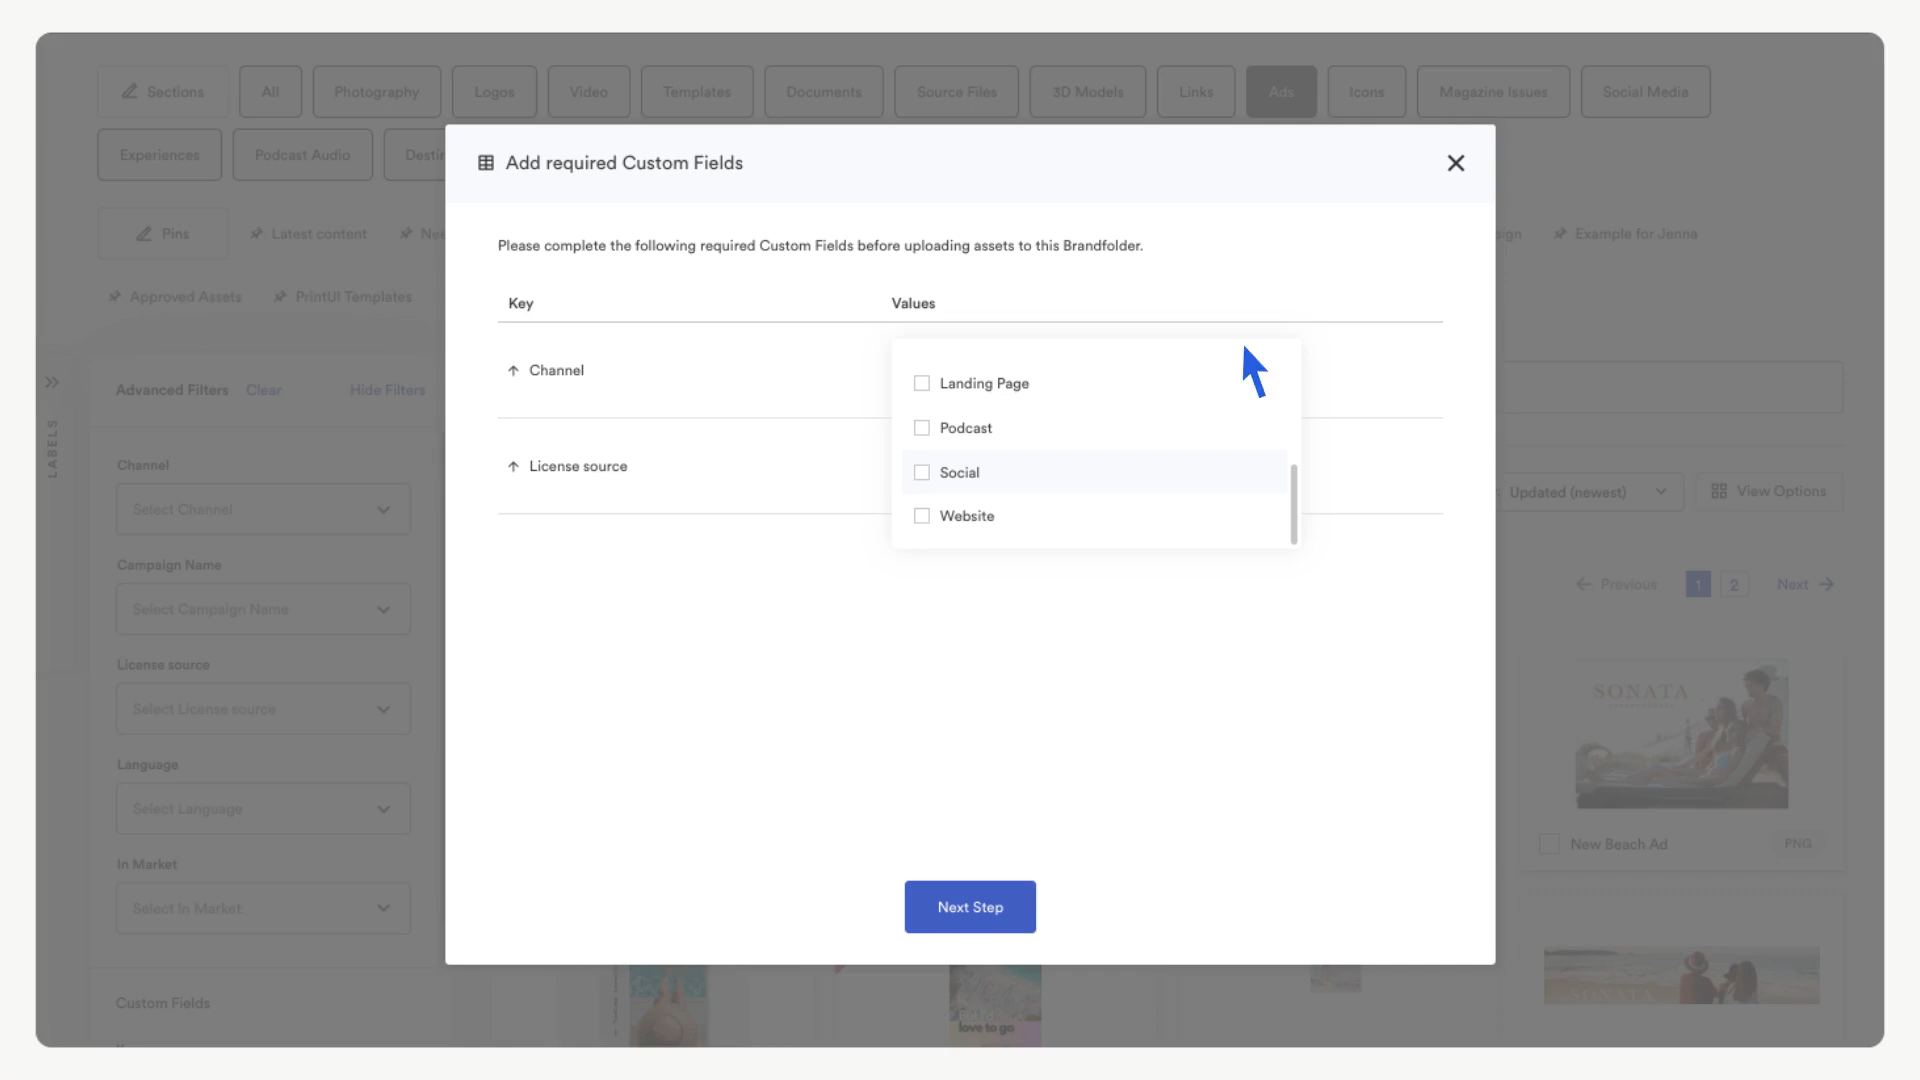 Sections
All
Photography
Logos
Video
Templates
Documents
Source Files
3D Models
Links
Ads
Icons
Magazine Issues
Social Media
Experiences
Podcast Audio
Pins
Latest content
Example for Jenna
Approved Assets
PrintUI Templates
Add required Custom Fields
Please complete the following required Custom Fields before uploading assets to this Brandfolder.
Key
Values
Channel
License source
Landing Page
Podcast
Social
Website
Next Step
LABELS
Advanced Filters
Clear
Hide Filters
Channel
Select Channel
Campaign Name
Select Campaign Name
License source
Select License source
Language
Select Language
In Market
Select In Market
Custom Fields
Updated (newest)
View Options
Previous
1
2
Next
SONATA
New Beach Ad
PNG
SONATA
love to go